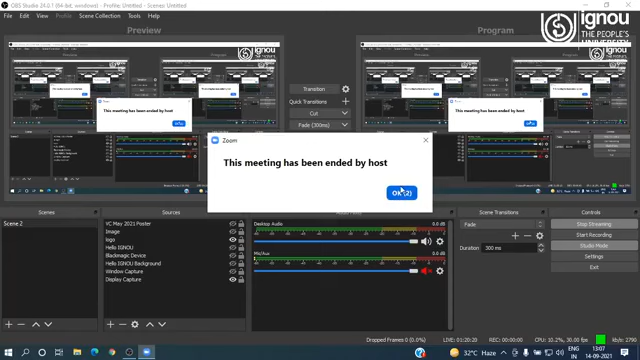 OBS Studio 26.0.7 (64-bit, windows) - Profile: Untitled - Scenes: Untitled
File Edit View Profile Scene Collection Tools Help
ignou
THE PEOPLE'S
UNIVERSITY
Preview
Program
Transition
Quick Transitions
Cut
Fade (300ms)
Zoom
This meeting has been ended by host
OK (2)
Scenes
Sources
Scene Transitions
Controls
Scene 2
VC May 2021 Poster
Image
logo
Hello IGNOU
Blackmagic Device
Hello IGNOU Background
Window Capture
Display Capture
Desktop Audio
0.0 dB
Mic/Aux
0.0 dB
Fade
Duration
300 ms
Stop Streaming
Start Recording
Studio Mode
Settings
Exit
Dropped Frames 0 (0.0%)
LIVE: 01:20:20
REC: 00:00:00
CPU: 10.2%, 30.00 fps
kb/s: 2790
32°C Haze
ENG
IN
13:07
14-09-2021